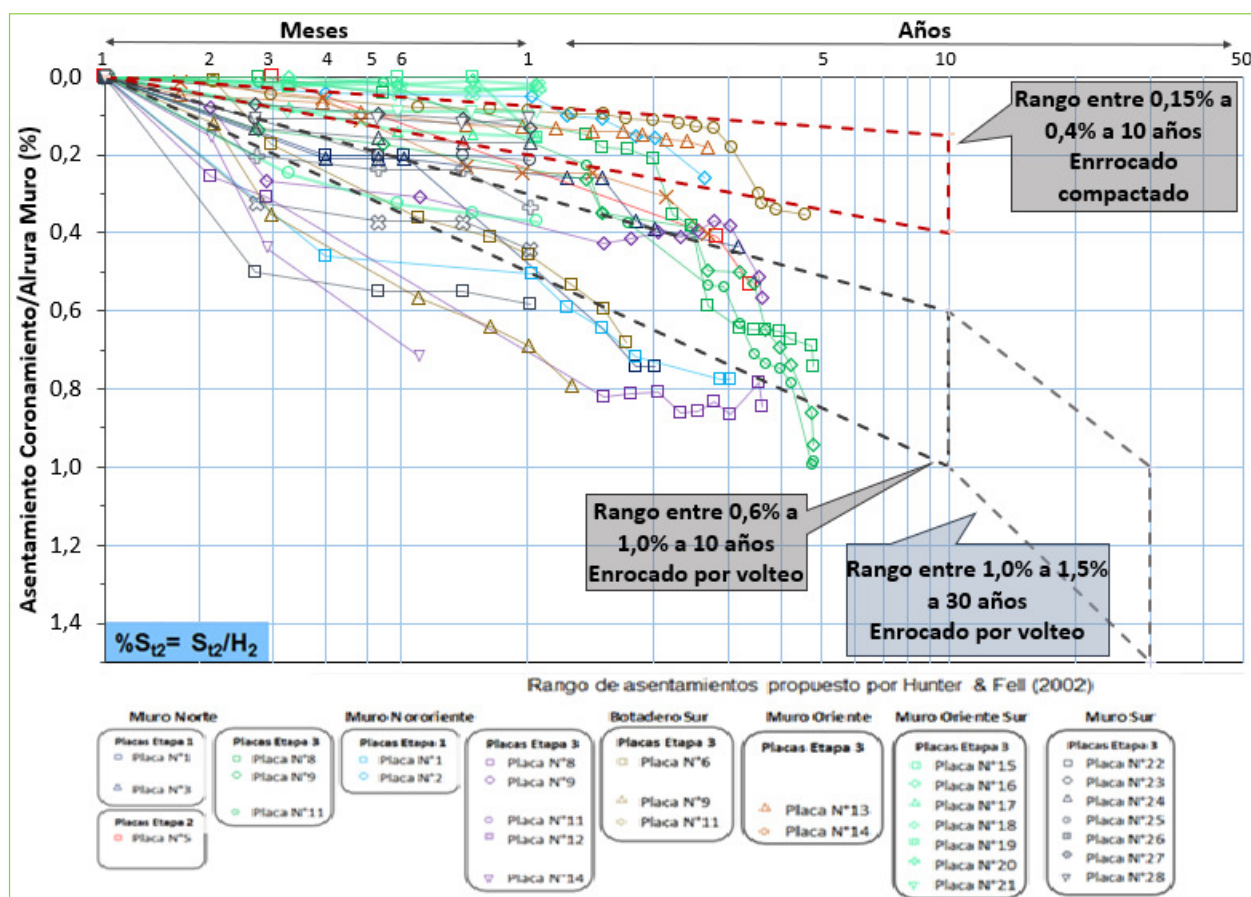 Meses
Años
1 2 3 4 5 6 1 5 10 50
0,0
0,2
0,4
0,6
0,8
1,0
1,2
1,4
Asentamiento Coronamiento/Alrura Muro (%)
Rango entre 0,15% a
0,4% a 10 años
Enrrocado
compactado
Rango entre 0,6% a
1,0% a 10 años
Enrocado por volteo
Rango entre 1,0% a 1,5%
a 30 años
Enrocado por volteo
%St2= St2/H2
Rango de asentamientos propuesto por Hunter & Fell (2002)
Muro Norte
Placas Etapa 1
Placa N°1
Placa N°3
Placas Etapa 2
Placa N°5
Placas Etapa 3
Placa N°8
Placa N°9
Placa N°11
Muro Nororiente
Placas Etapa 1
Placa N°1
Placa N°2
Placas Etapa 3
Placa N°8
Placa N°9
Placa N°11
Placa N°12
Placa N°14
Botadero Sur
Placas Etapa 3
Placa N°6
Placa N°9
Placa N°11
Muro Oriente
Placas Etapa 3
Placa N°13
Placa N°14
Muro Oriente Sur
Placas Etapa 3
Placa N°15
Placa N°16
Placa N°17
Placa N°18
Placa N°19
Placa N°20
Placa N°21
Muro Sur
Placas Etapa 3
Placa N°22
Placa N°23
Placa N°24
Placa N°25
Placa N°26
Placa N°27
Placa N°28